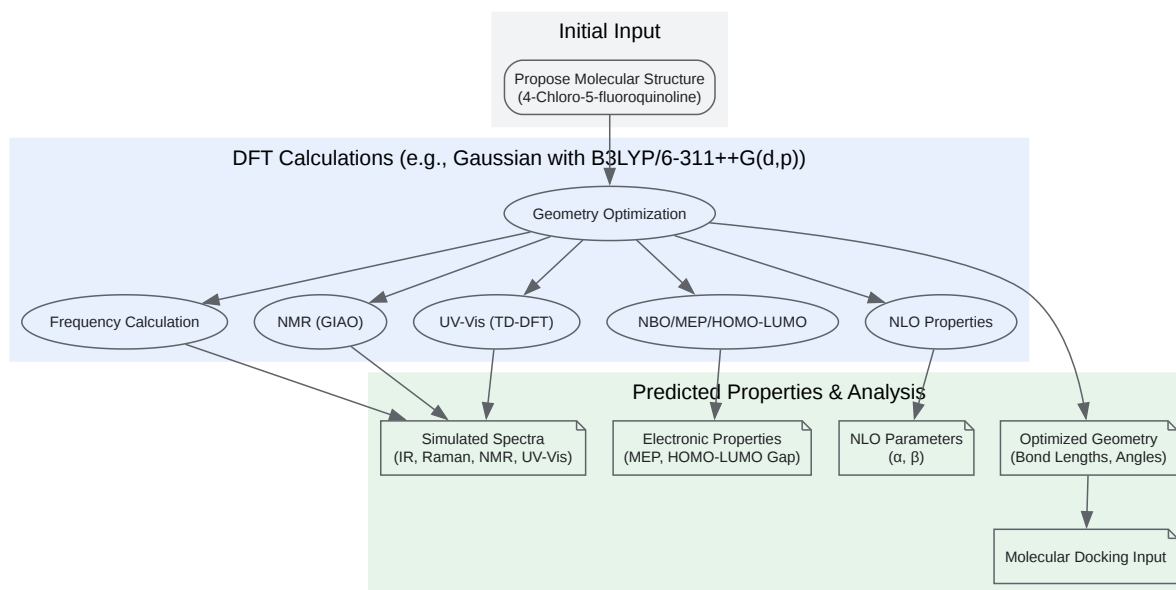 Initial Input
Propose Molecular Structure
(4-Chloro-5-fluoroquinoline)
DFT Calculations (e.g., Gaussian with B3LYP/6-311++G(d,p))
Geometry Optimization
Frequency Calculation
NMR (GIAO)
UV-Vis (TD-DFT)
NBO/MEP/HOMO-LUMO
NLO Properties
Predicted Properties & Analysis
Simulated Spectra
(IR, Raman, NMR, UV-Vis)
Electronic Properties
(MEP, HOMO-LUMO Gap)
NLO Parameters
(α, β)
Optimized Geometry
(Bond Lengths, Angles)
Molecular Docking Input